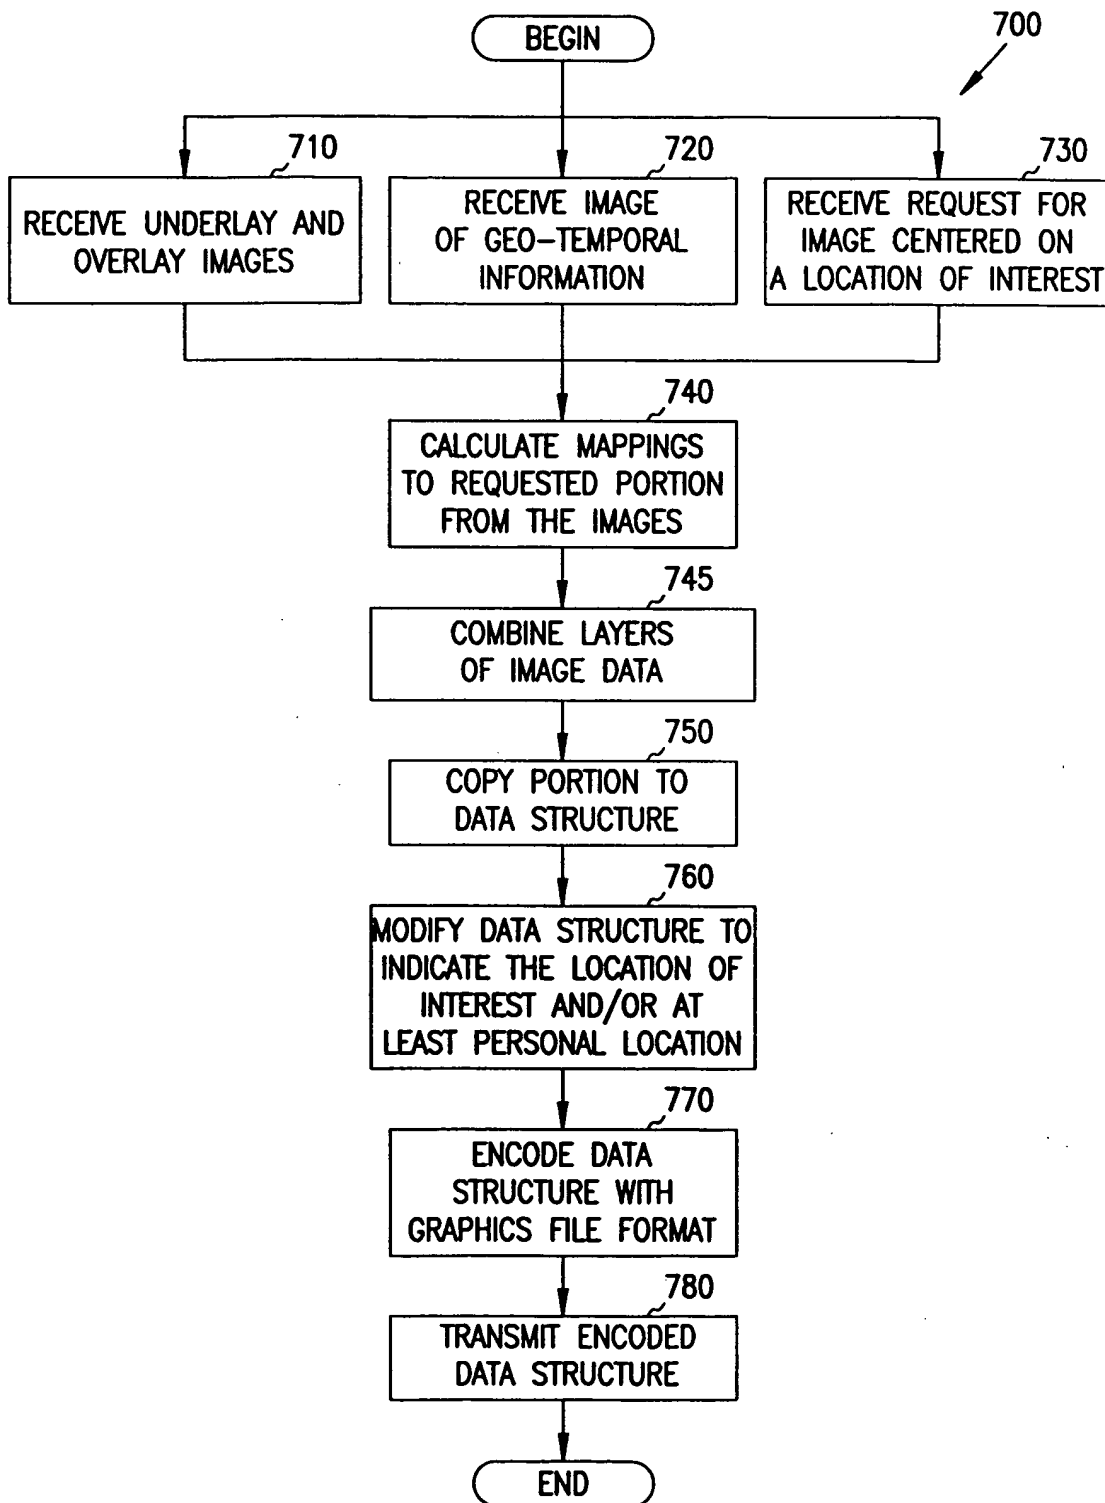 BEGIN
700
710
RECEIVE UNDERLAY AND
OVERLAY IMAGES
720
RECEIVE IMAGE
OF GEO-TEMPORAL
INFORMATION
730
RECEIVE REQUEST FOR
IMAGE CENTERED ON
A LOCATION OF INTEREST
740
CALCULATE MAPPINGS
TO REQUESTED PORTION
FROM THE IMAGES
745
COMBINE LAYERS
OF IMAGE DATA
750
COPY PORTION TO
DATA STRUCTURE
760
MODIFY DATA STRUCTURE TO
INDICATE THE LOCATION OF
INTEREST AND/OR AT
LEAST PERSONAL LOCATION
770
ENCODE DATA
STRUCTURE WITH
GRAPHICS FILE FORMAT
780
TRANSMIT ENCODED
DATA STRUCTURE
END